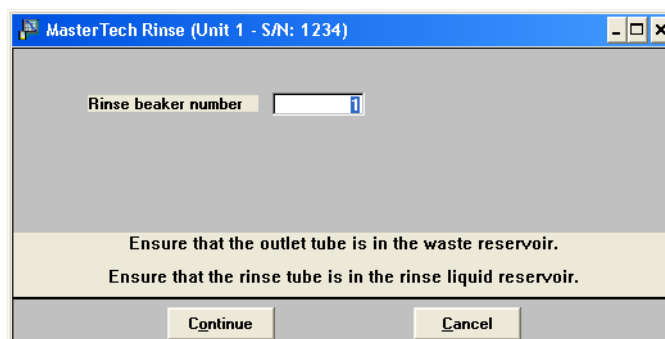 MasterTech Rinse (Unit 1 - S/N: 1234)
Rinse beaker number 1
Ensure that the outlet tube is in the waste reservoir.
Ensure that the rinse tube is in the rinse liquid reservoir.
Continue Cancel